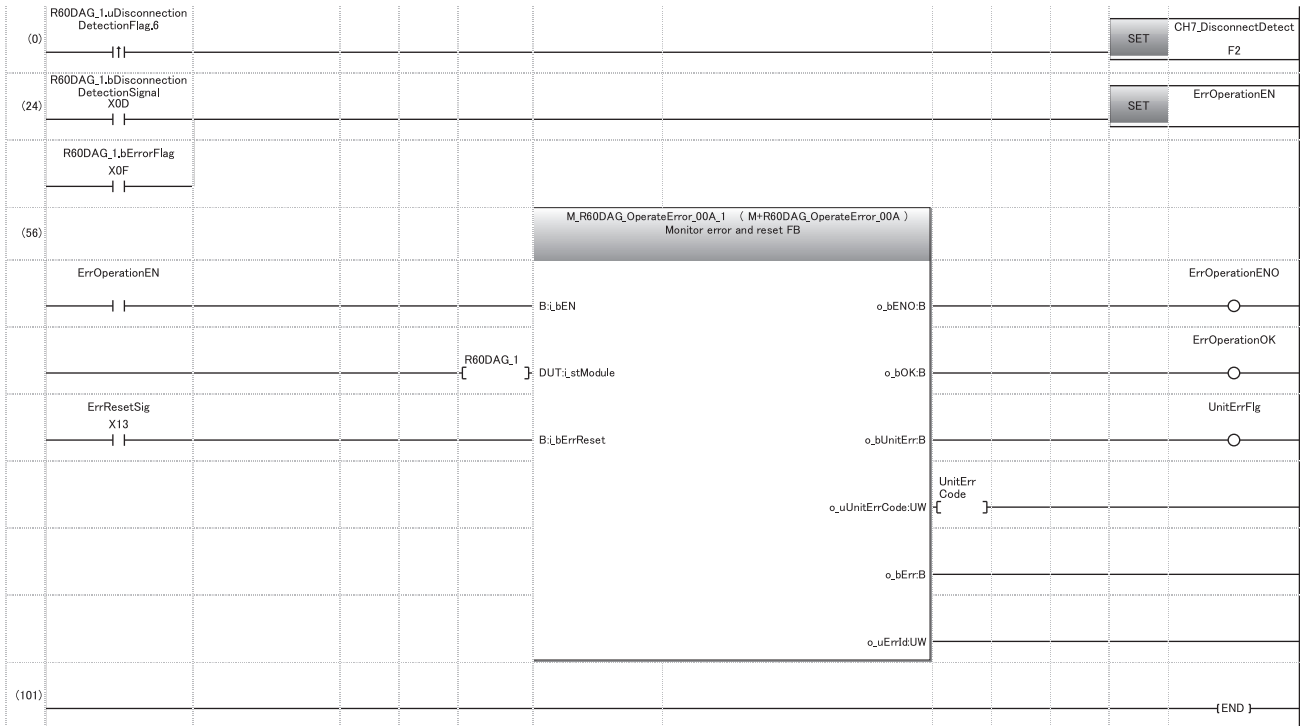 R60DAG_1.uDisconnection
DetectionFlag.6
(0)
SET
CH7_DisconnectDetect
F2
R60DAG_1.bDisconnection
DetectionSignal
X0D
(24)
SET
ErrOperationEN
R60DAG_1.bErrorFlag
X0F
(56)
M_R60DAG_OperateError_00A_1 ( M+R60DAG_OperateError_00A )
Monitor error and reset FB
ErrOperationEN
ErrOperationENO
B:i_bEN
o_bENO:B
ErrOperationOK
R60DAG_1
DUT:i_stModule
o_bOK:B
ErrResetSig
X13
UnitErrFlg
B:i_bErrReset
o_bUnitErr:B
UnitErr
Code
o_uUnitErrCode:UW
o_bErr:B
o_uErrId:UW
(101)
[END]